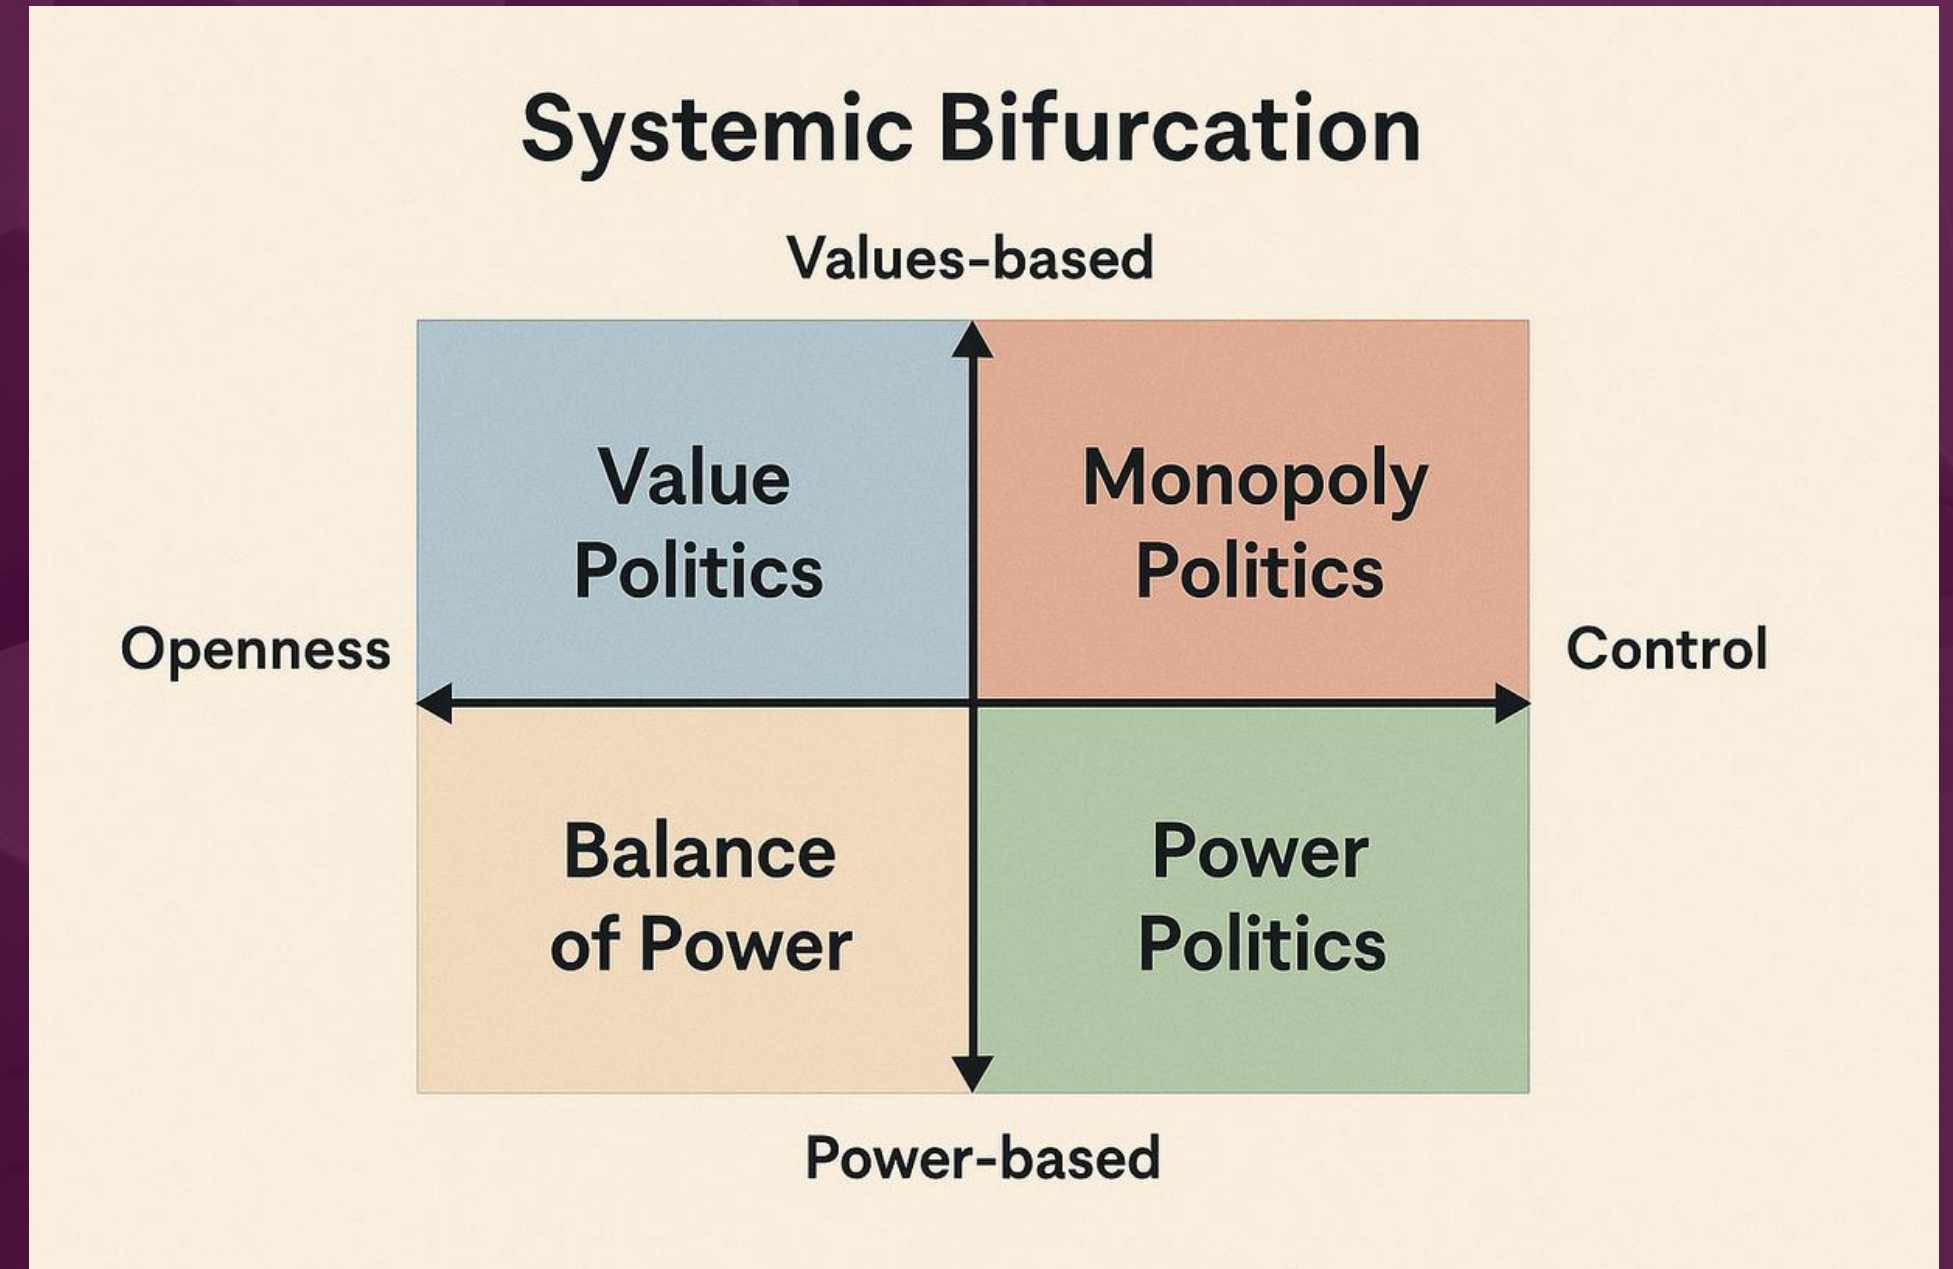 Systemic Bifurcation
Values-based
Value
Politics
Monopoly
Politics
Openness
Control
Balance
of Power
Power
Politics
Power-based